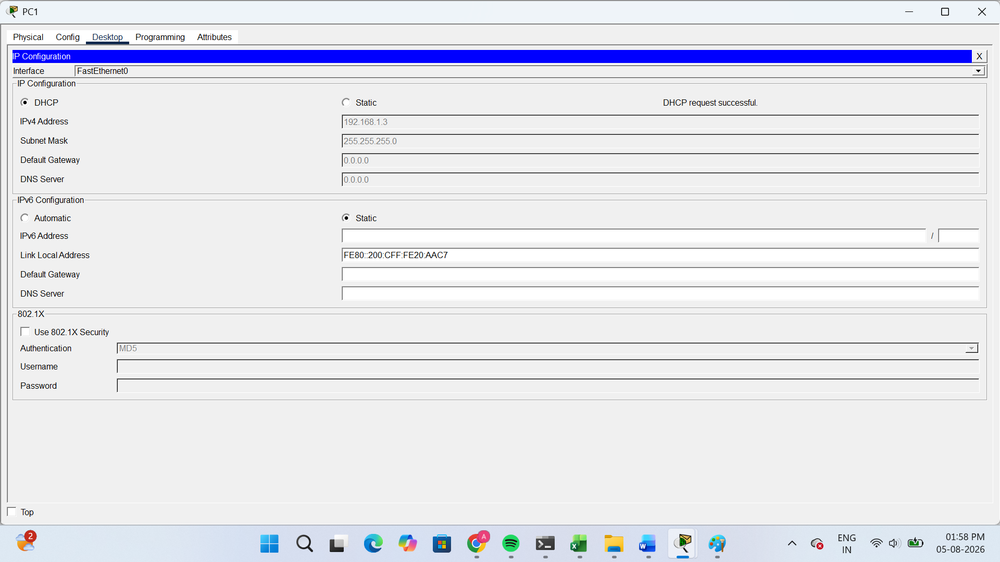 PC1
Physical Config Desktop Programming Attributes
IP Configuration X
Interface FastEthernet0
IP Configuration
DHCP Static DHCP request successful.
IPv4 Address 192.168.1.3
Subnet Mask 255.255.255.0
Default Gateway 0.0.0.0
DNS Server 0.0.0.0
IPv6 Configuration
Automatic Static
IPv6 Address /
Link Local Address FE80::200:CFF:FE20:AAC7
Default Gateway
DNS Server
802.1X
Use 802.1X Security
Authentication MD5
Username
Password
Top
2 A ENG 01:58 PM
IN 05-08-2026